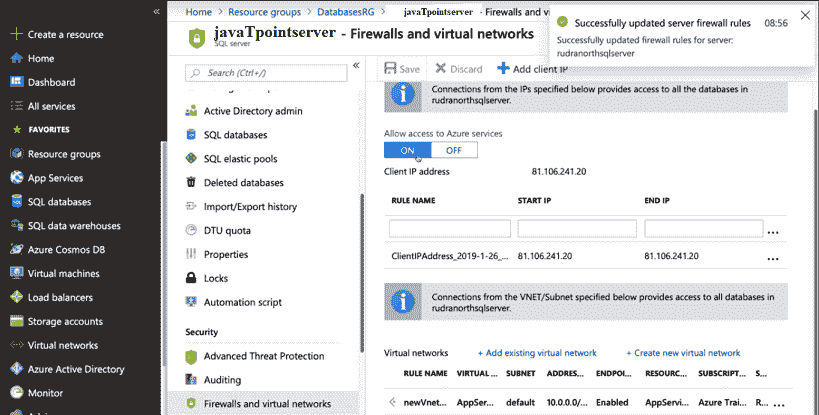 Create a resource
Home
Dashboard
All services
FAVORITES
Resource groups
App Services
SQL databases
SQL data warehouses
Azure Cosmos DB
Virtual machines
Load balancers
Storage accounts
Virtual networks
Azure Active Directory
Monitor
Home > Resource groups > DatabasesRG > javaTpointserver > Firewalls and vi
javaTpointserver - Firewalls and virtual networks
SQL server
Search (Ctrl+/)
Active Directory admin
SQL databases
SQL elastic pools
Deleted databases
Import/Export history
DTU quota
Properties
Locks
Automation script
Security
Advanced Threat Protection
Auditing
Firewalls and virtual networks
Successfully updated server firewall rules 08:56
Successfully updated firewall rules for server:
rudranorthsqlserver
Save Discard Add client IP
Connections from the IPs specified below provides access to all the databases in
rudranorthsqlserver.
Allow access to Azure services
ON OFF
Client IP address 81.106.241.20
RULE NAME START IP END IP
...
ClientIPAddress_2019-1-26_... 81.106.241.20 81.106.241.20 ...
Connections from the VNET/Subnet specified below provides access to all databases in
rudranorthsqlserver.
Virtual networks + Add existing virtual network + Create new virtual network
RULE NAME VIRTUAL ... SUBNET ADDRES... ENDPOI... RESOURC... SUBSCRIPT... S...
newVnet... AppSer... default 10.0.0.0/... Enabled AppServi... Azure Trai... R... ...